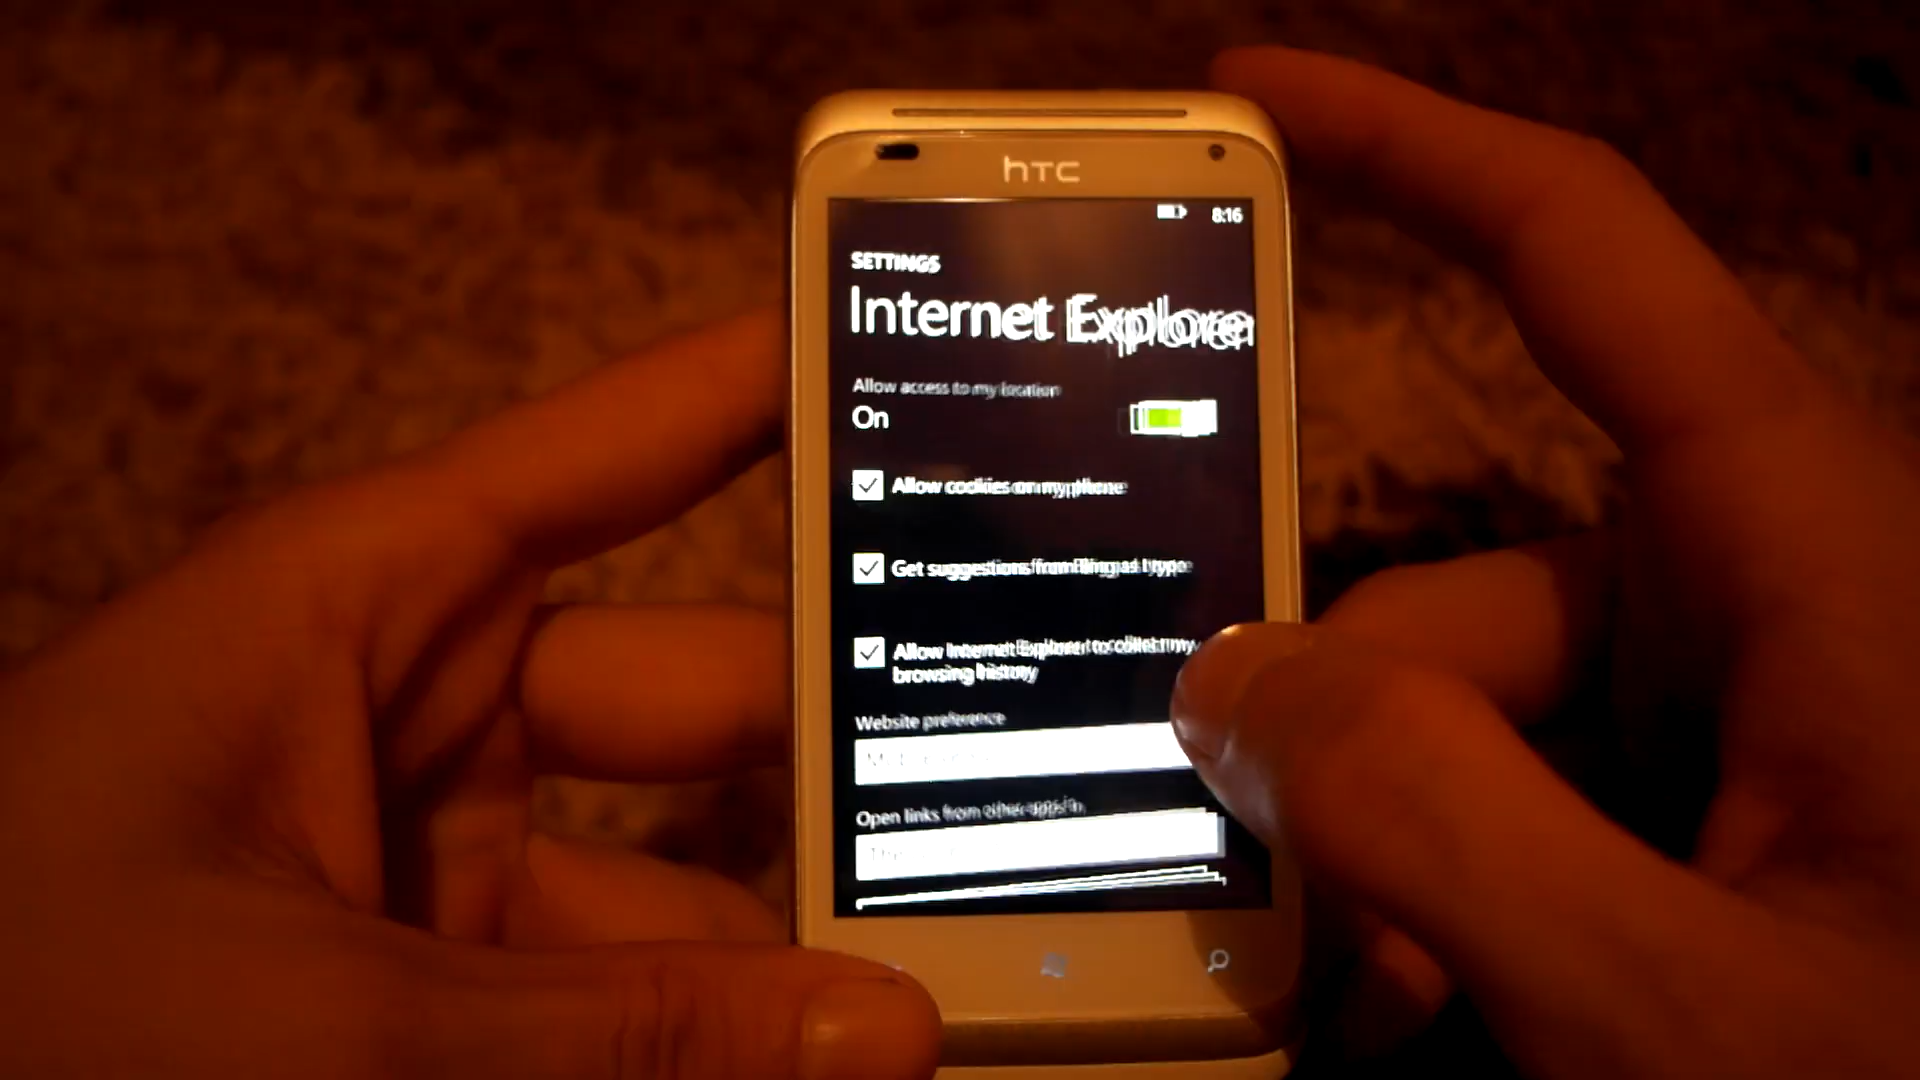 hTC
8:16
SETTINGS
Internet Explorer
Allow access to my location
On
Allow cookies on my phone
Get suggestions from Bing as I type
Allow Internet Explorer to collect my
browsing history
Website preference
Open links from other apps in